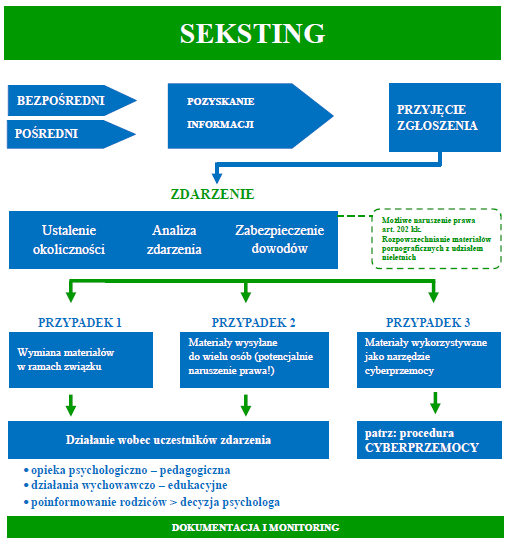 SEKSTING
BEZPOŚREDNI
POŚREDNI
POZYSKANIE
INFORMACJI
PRZYJĘCIE
ZGŁOSZENIA
ZDARZENIE
Ustalenie
okoliczności
Analiza
zdarzenia
Zabezpieczenie
dowodów
Możliwe naruszenie prawa
art. 202 kk.
Rozpowszechnianie materiałów
pornograficznych z udziałem
nieletnich
PRZYPADEK 1
Wymiana materiałów
w ramach związku
PRZYPADEK 2
Materiały wysyłane
do wielu osób (potencjalnie
naruszenie prawa!)
PRZYPADEK 3
Materiały wykorzystywane
jako narzędzie
cyberprzemocy
Działanie wobec uczestników zdarzenia
patrz: procedura
CYBERPRZEMOCY
• opieka psychologiczno – pedagogiczna
• działania wychowawczo – edukacyjne
• poinformowanie rodziców > decyzja psychologa
DOKUMENTACJA I MONITORING